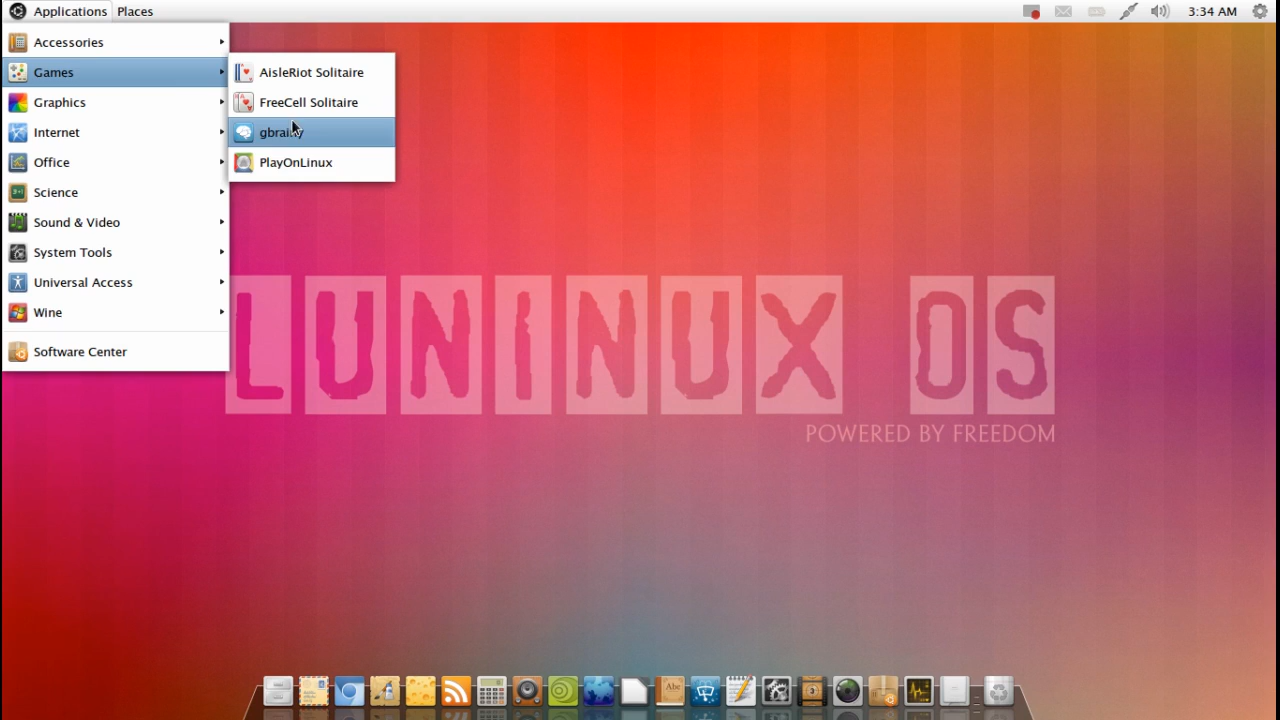 Applications Places 3:34 AM
Accessories
Games
Graphics
Internet
Office
Science
Sound & Video
System Tools
Universal Access
Wine
Software Center
AisleRiot Solitaire
FreeCell Solitaire
gbrainy
PlayOnLinux
LUNINUX OS
POWERED BY FREEDOM
Abc